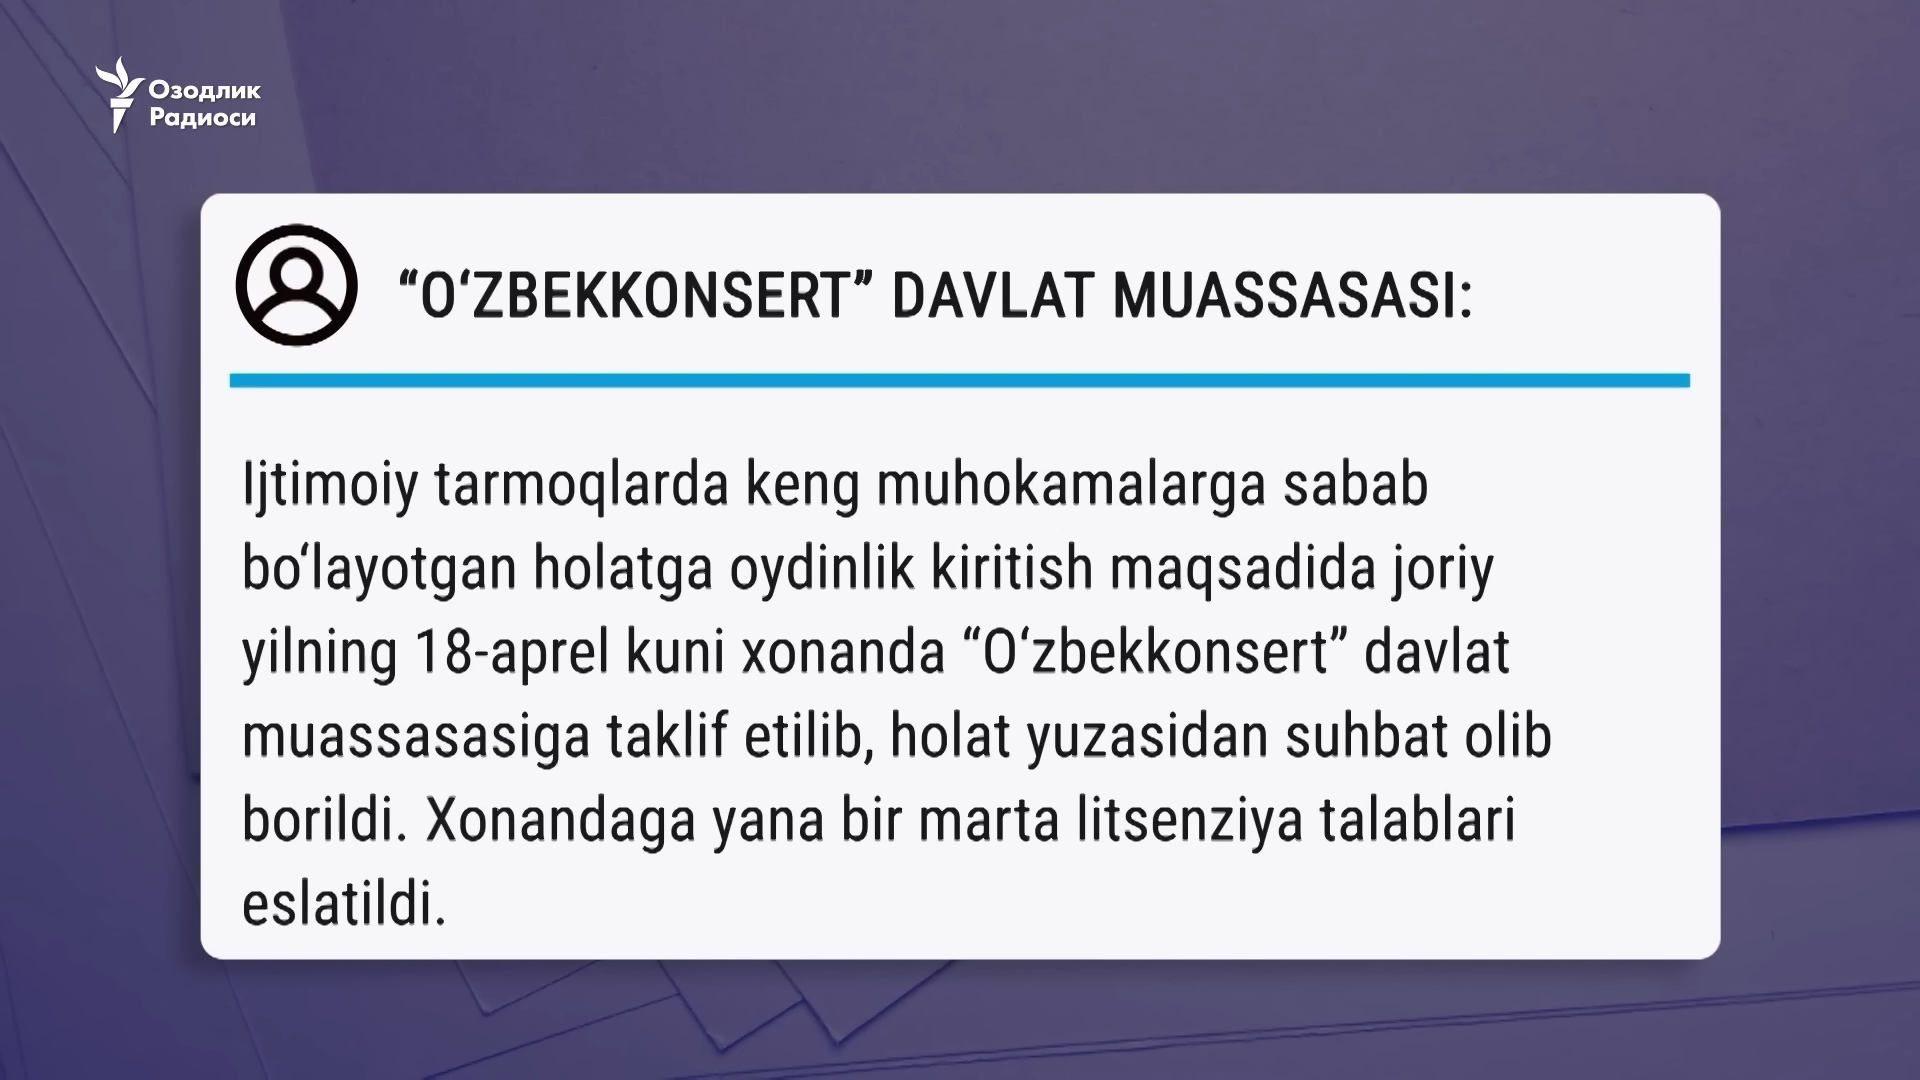 Озодлик
Радиоси
“O‘ZBEKKONSERT” DAVLAT MUASSASASI:
Ijtimoiy tarmoqlarda keng muhokamalarga sabab
bo‘layotgan holatga oydinlik kiritish maqsadida joriy
yilning 18-aprel kuni xonanda “O‘zbekkonsert” davlat
muassasasiga taklif etilib, holat yuzasidan suhbat olib
borildi. Xonandaga yana bir marta litsenziya talablari
eslatildi.